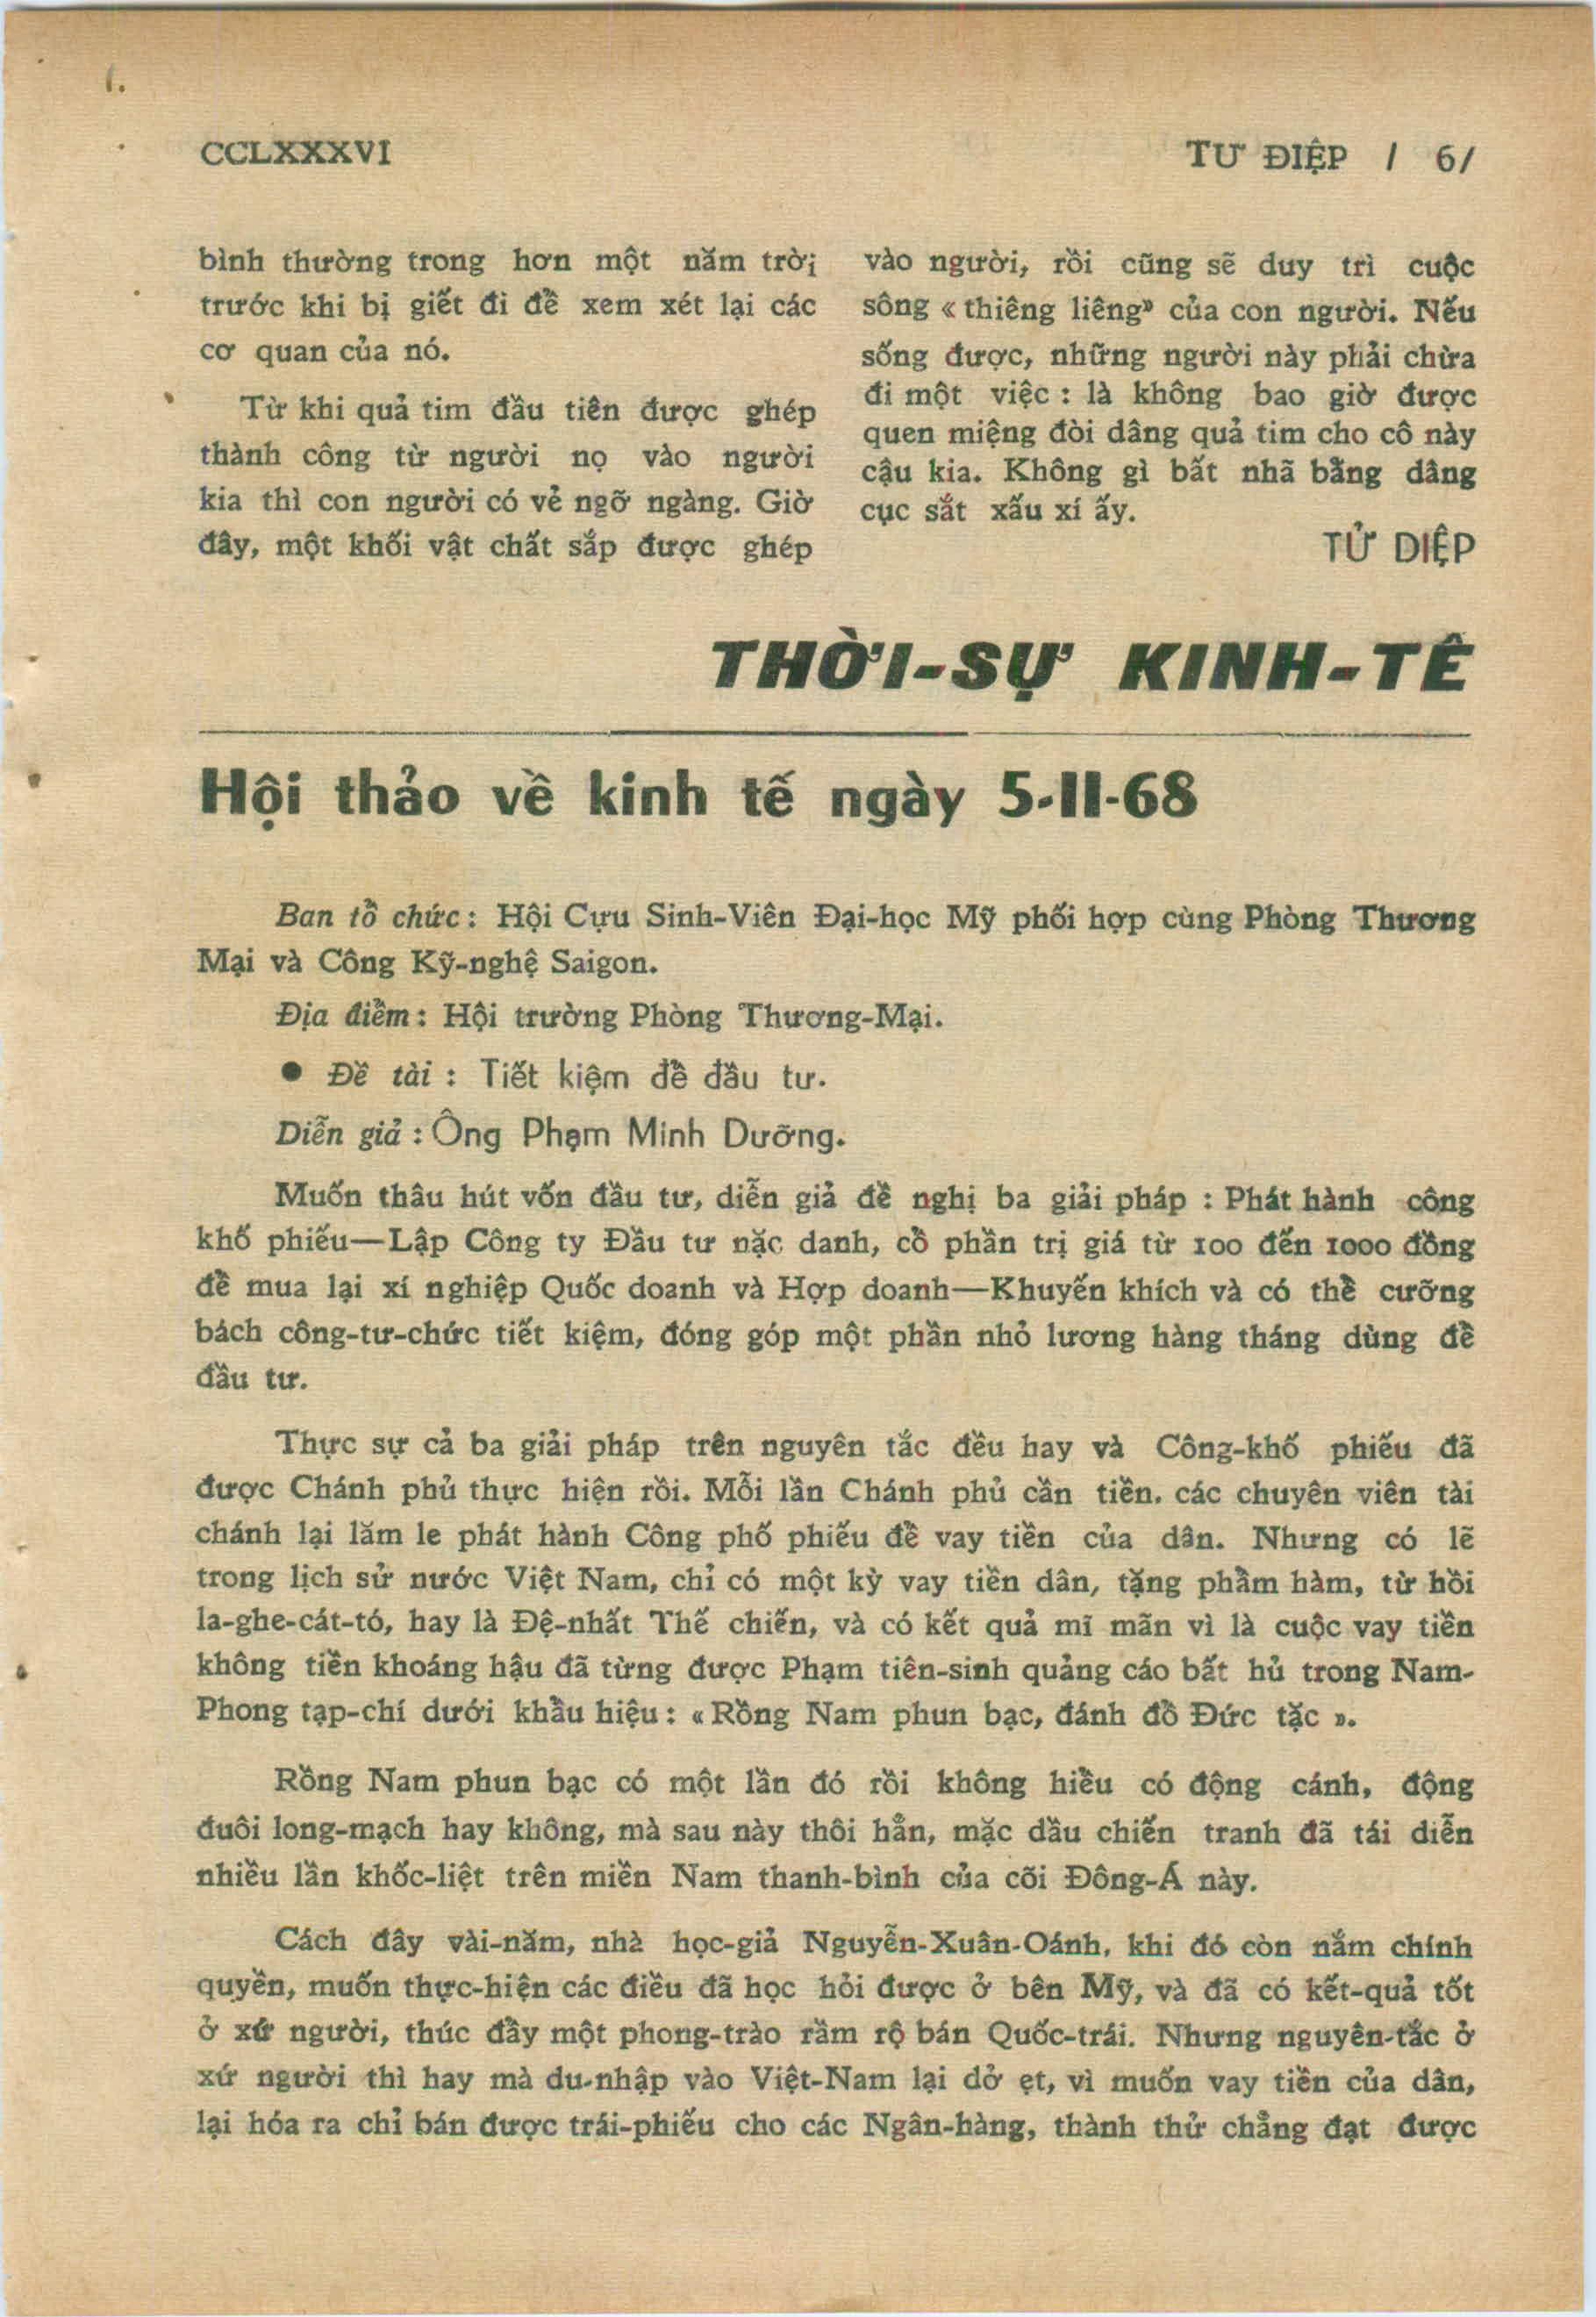 CCLXXXVI
TƯ ĐIỆP / 6/
bình thường trong hơn một năm trời
trước khi bị giết đi để xem xét lại các
cơ quan của nó.
Từ khi quả tim đầu tiên được ghép
thành công từ người nọ vào người
kia thì con người có vẻ ngỡ ngàng. Giờ
đây, một khối vật chất sắp được ghép
vào người, rồi cũng sẽ duy trì cuộc
sông « thiêng liêng» của con người. Nếu
sống được, những người này phải chừa
đi một việc : là không bao giờ được
quen miệng đòi dâng quả tim cho cô này
cậu kia. Không gì bất nhã bằng dâng
cục sắt xấu xí ấy.
TỬ DIỆP
THỜI-SỰ KINH-TẾ
Hội thảo về kinh tế ngày 5-II-68
Ban tổ chức : Hội Cựu Sinh-Viên Đại-học Mỹ phối hợp cùng Phòng Thương
Mại và Công Kỹ-nghệ Saigon.
Địa điểm : Hội trường Phòng Thương-Mại.
● Đề tài : Tiết kiệm để đầu tư.
Diễn giả : Ông Phạm Minh Dưỡng.
Muốn thâu hút vốn đầu tư, diễn giả đề nghị ba giải pháp : Phát hành công
khố phiếu—Lập Công ty Đầu tư nặc danh, cổ phần trị giá từ 100 đến 1000 đồng
để mua lại xí nghiệp Quốc doanh và Hợp doanh—Khuyến khích và có thể cưỡng
bách công-tư-chức tiết kiệm, đóng góp một phần nhỏ lương hàng tháng dùng để
đầu tư.
Thực sự cả ba giải pháp trên nguyên tắc đều hay và Công-khố phiếu đã
được Chánh phủ thực hiện rồi. Mỗi lần Chánh phủ cần tiền. các chuyên viên tài
chánh lại lăm le phát hành Công phố phiếu để vay tiền của dân. Nhưng có lẽ
trong lịch sử nước Việt Nam, chỉ có một kỳ vay tiền dân, tặng phẩm hàm, từ hồi
la-ghe-cát-tó, hay là Đệ-nhất Thế chiến, và có kết quả mĩ mãn vì là cuộc vay tiền
không tiền khoáng hậu đã từng được Phạm tiên-sinh quảng cáo bất hủ trong Nam-
Phong tạp-chí dưới khẩu hiệu : « Rồng Nam phun bạc, đánh đổ Đức tặc ».
Rồng Nam phun bạc có một lần đó rồi không hiểu có động cánh, động
đuôi long-mạch hay không, mà sau này thôi hẳn, mặc dầu chiến tranh đã tái diễn
nhiều lần khốc-liệt trên miền Nam thanh-bình của cõi Đông-Á này.
Cách đây vài-năm, nhà học-giả Nguyễn-Xuân-Oánh, khi đó còn nắm chính
quyền, muốn thực-hiện các điều đã học hỏi được ở bên Mỹ, và đã có kết-quả tốt
ở xứ người, thúc đẩy một phong-trào rầm rộ bán Quốc-trái. Nhưng nguyên-tắc ở
xứ người thì hay mà du-nhập vào Việt-Nam lại dở ẹt, vì muốn vay tiền của dân,
lại hóa ra chỉ bán được trái-phiếu cho các Ngân-hàng, thành thử chẳng đạt được